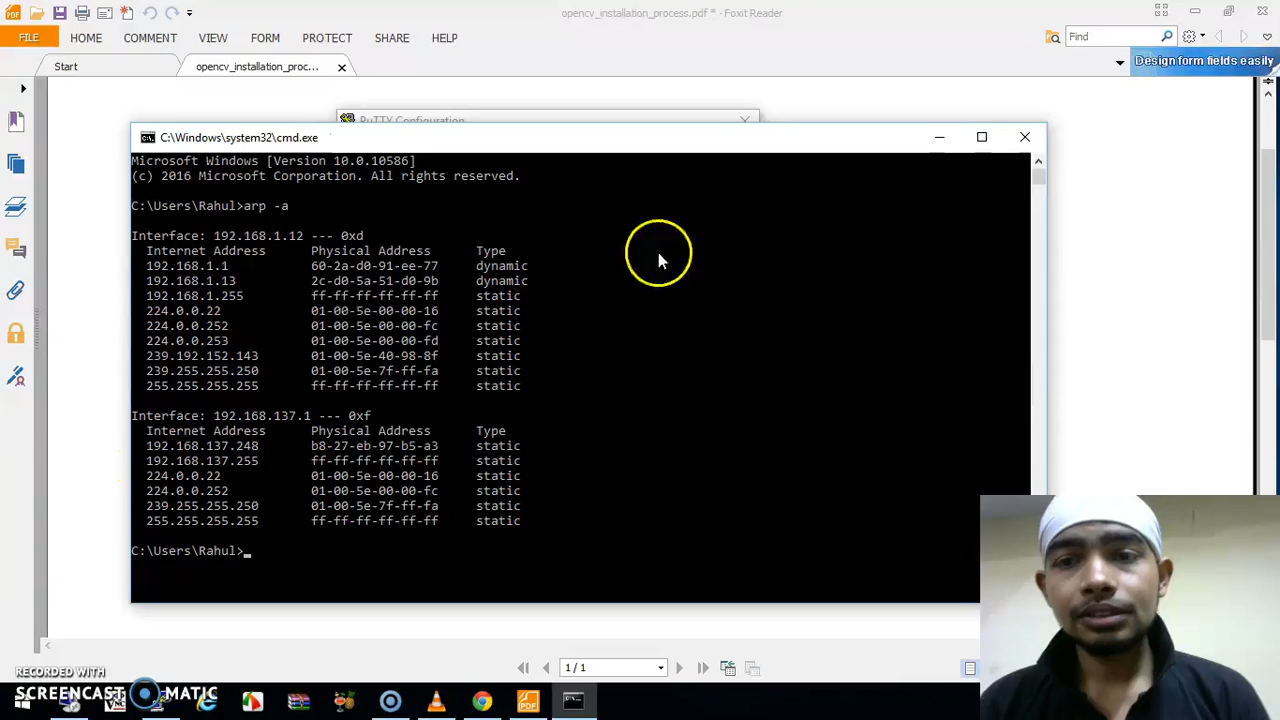 opencv_installation_process.pdf * - Foxit Reader
FILE HOME COMMENT VIEW FORM PROTECT SHARE HELP
Find
Start opencv_installation_proc...
Design form fields easily
PuTTY Configuration
C:\Windows\system32\cmd.exe
Microsoft Windows [Version 10.0.10586]
(c) 2016 Microsoft Corporation. All rights reserved.
C:\Users\Rahul>arp -a
Interface: 192.168.1.12 --- 0xd
Internet Address Physical Address Type
192.168.1.1 60-2a-d0-91-ee-77 dynamic
192.168.1.13 2c-d0-5a-51-d0-9b dynamic
192.168.1.255 ff-ff-ff-ff-ff-ff static
224.0.0.22 01-00-5e-00-00-16 static
224.0.0.252 01-00-5e-00-00-fc static
224.0.0.253 01-00-5e-00-00-fd static
239.192.152.143 01-00-5e-40-98-8f static
239.255.255.250 01-00-5e-7f-ff-fa static
255.255.255.255 ff-ff-ff-ff-ff-ff static
Interface: 192.168.137.1 --- 0xf
Internet Address Physical Address Type
192.168.137.248 b8-27-eb-97-b5-a3 static
192.168.137.255 ff-ff-ff-ff-ff-ff static
224.0.0.22 01-00-5e-00-00-16 static
224.0.0.252 01-00-5e-00-00-fc static
239.255.255.250 01-00-5e-7f-ff-fa static
255.255.255.255 ff-ff-ff-ff-ff-ff static
C:\Users\Rahul>
1 / 1
RECORDED WITH
SCREENCAST MATIC